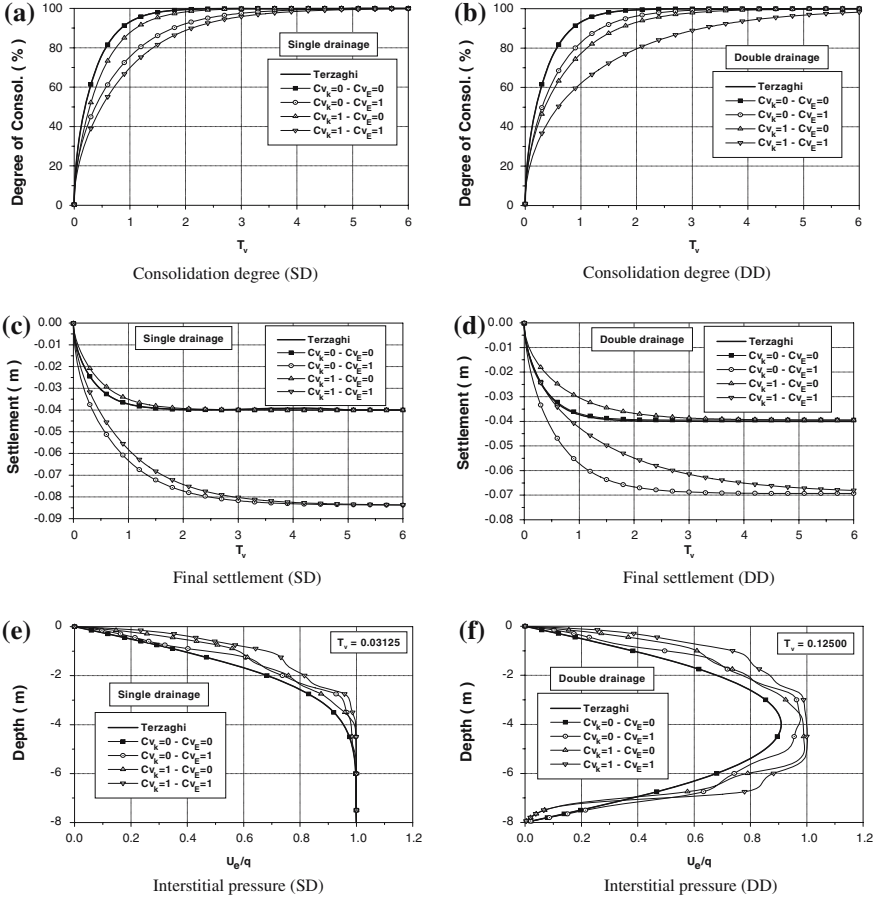 (a)
Degree of Consol. ( % )
100
80
60
40
20
0
Single drainage
Terzaghi
Cvk=0 - CvE=0
Cvk=0 - CvE=1
Cvk=1 - CvE=0
Cvk=1 - CvE=1
0 1 2 3 4 5 6
Tv
Consolidation degree (SD)
(b)
Degree of Consol. ( % )
100
80
60
40
20
0
Double drainage
Terzaghi
Cvk=0 - CvE=0
Cvk=0 - CvE=1
Cvk=1 - CvE=0
Cvk=1 - CvE=1
0 1 2 3 4 5 6
Tv
Consolidation degree (DD)
(c)
Settlement ( m )
0.00
-0.01
-0.02
-0.03
-0.04
-0.05
-0.06
-0.07
-0.08
-0.09
Single drainage
Terzaghi
Cvk=0 - CvE=0
Cvk=0 - CvE=1
Cvk=1 - CvE=0
Cvk=1 - CvE=1
0 1 2 3 4 5 6
Tv
Final settlement (SD)
(d)
Settlement ( m )
0.00
-0.01
-0.02
-0.03
-0.04
-0.05
-0.06
-0.07
-0.08
Double drainage
Terzaghi
Cvk=0 - CvE=0
Cvk=0 - CvE=1
Cvk=1 - CvE=0
Cvk=1 - CvE=1
0 1 2 3 4 5 6
Tv
Final settlement (DD)
(e)
Depth ( m )
0
-2
-4
-6
-8
Tv = 0.03125
Single drainage
Terzaghi
Cvk=0 - CvE=0
Cvk=0 - CvE=1
Cvk=1 - CvE=0
Cvk=1 - CvE=1
0.0 0.2 0.4 0.6 0.8 1.0 1.2
Ue/q
Interstitial pressure (SD)
(f)
Depth ( m )
0
-2
-4
-6
-8
Tv = 0.12500
Double drainage
Terzaghi
Cvk=0 - CvE=0
Cvk=0 - CvE=1
Cvk=1 - CvE=0
Cvk=1 - CvE=1
0.0 0.2 0.4 0.6 0.8 1.0 1.2
Ue/q
Interstitial pressure (DD)